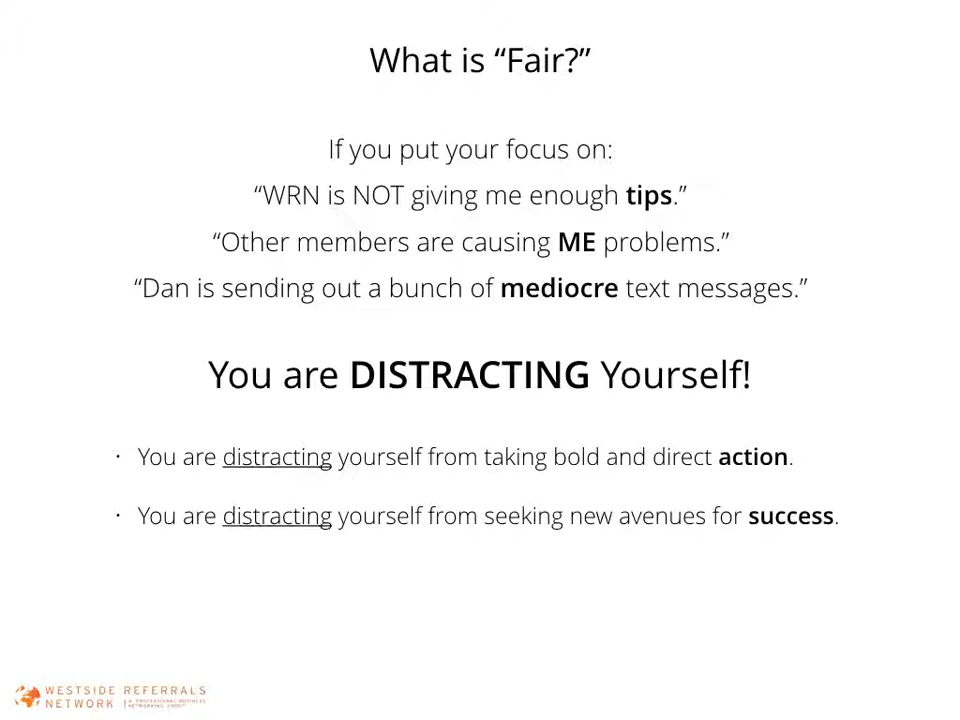 What is “Fair?”
If you put your focus on:
“WRN is NOT giving me enough tips.”
“Other members are causing ME problems.”
“Dan is sending out a bunch of mediocre text messages.”
You are DISTRACTING Yourself!
• You are distracting yourself from taking bold and direct action.
• You are distracting yourself from seeking new avenues for success.
WESTSIDE REFERRALS
NETWORK | A PROFESSIONAL BUSINESS
NETWORKING GROUP